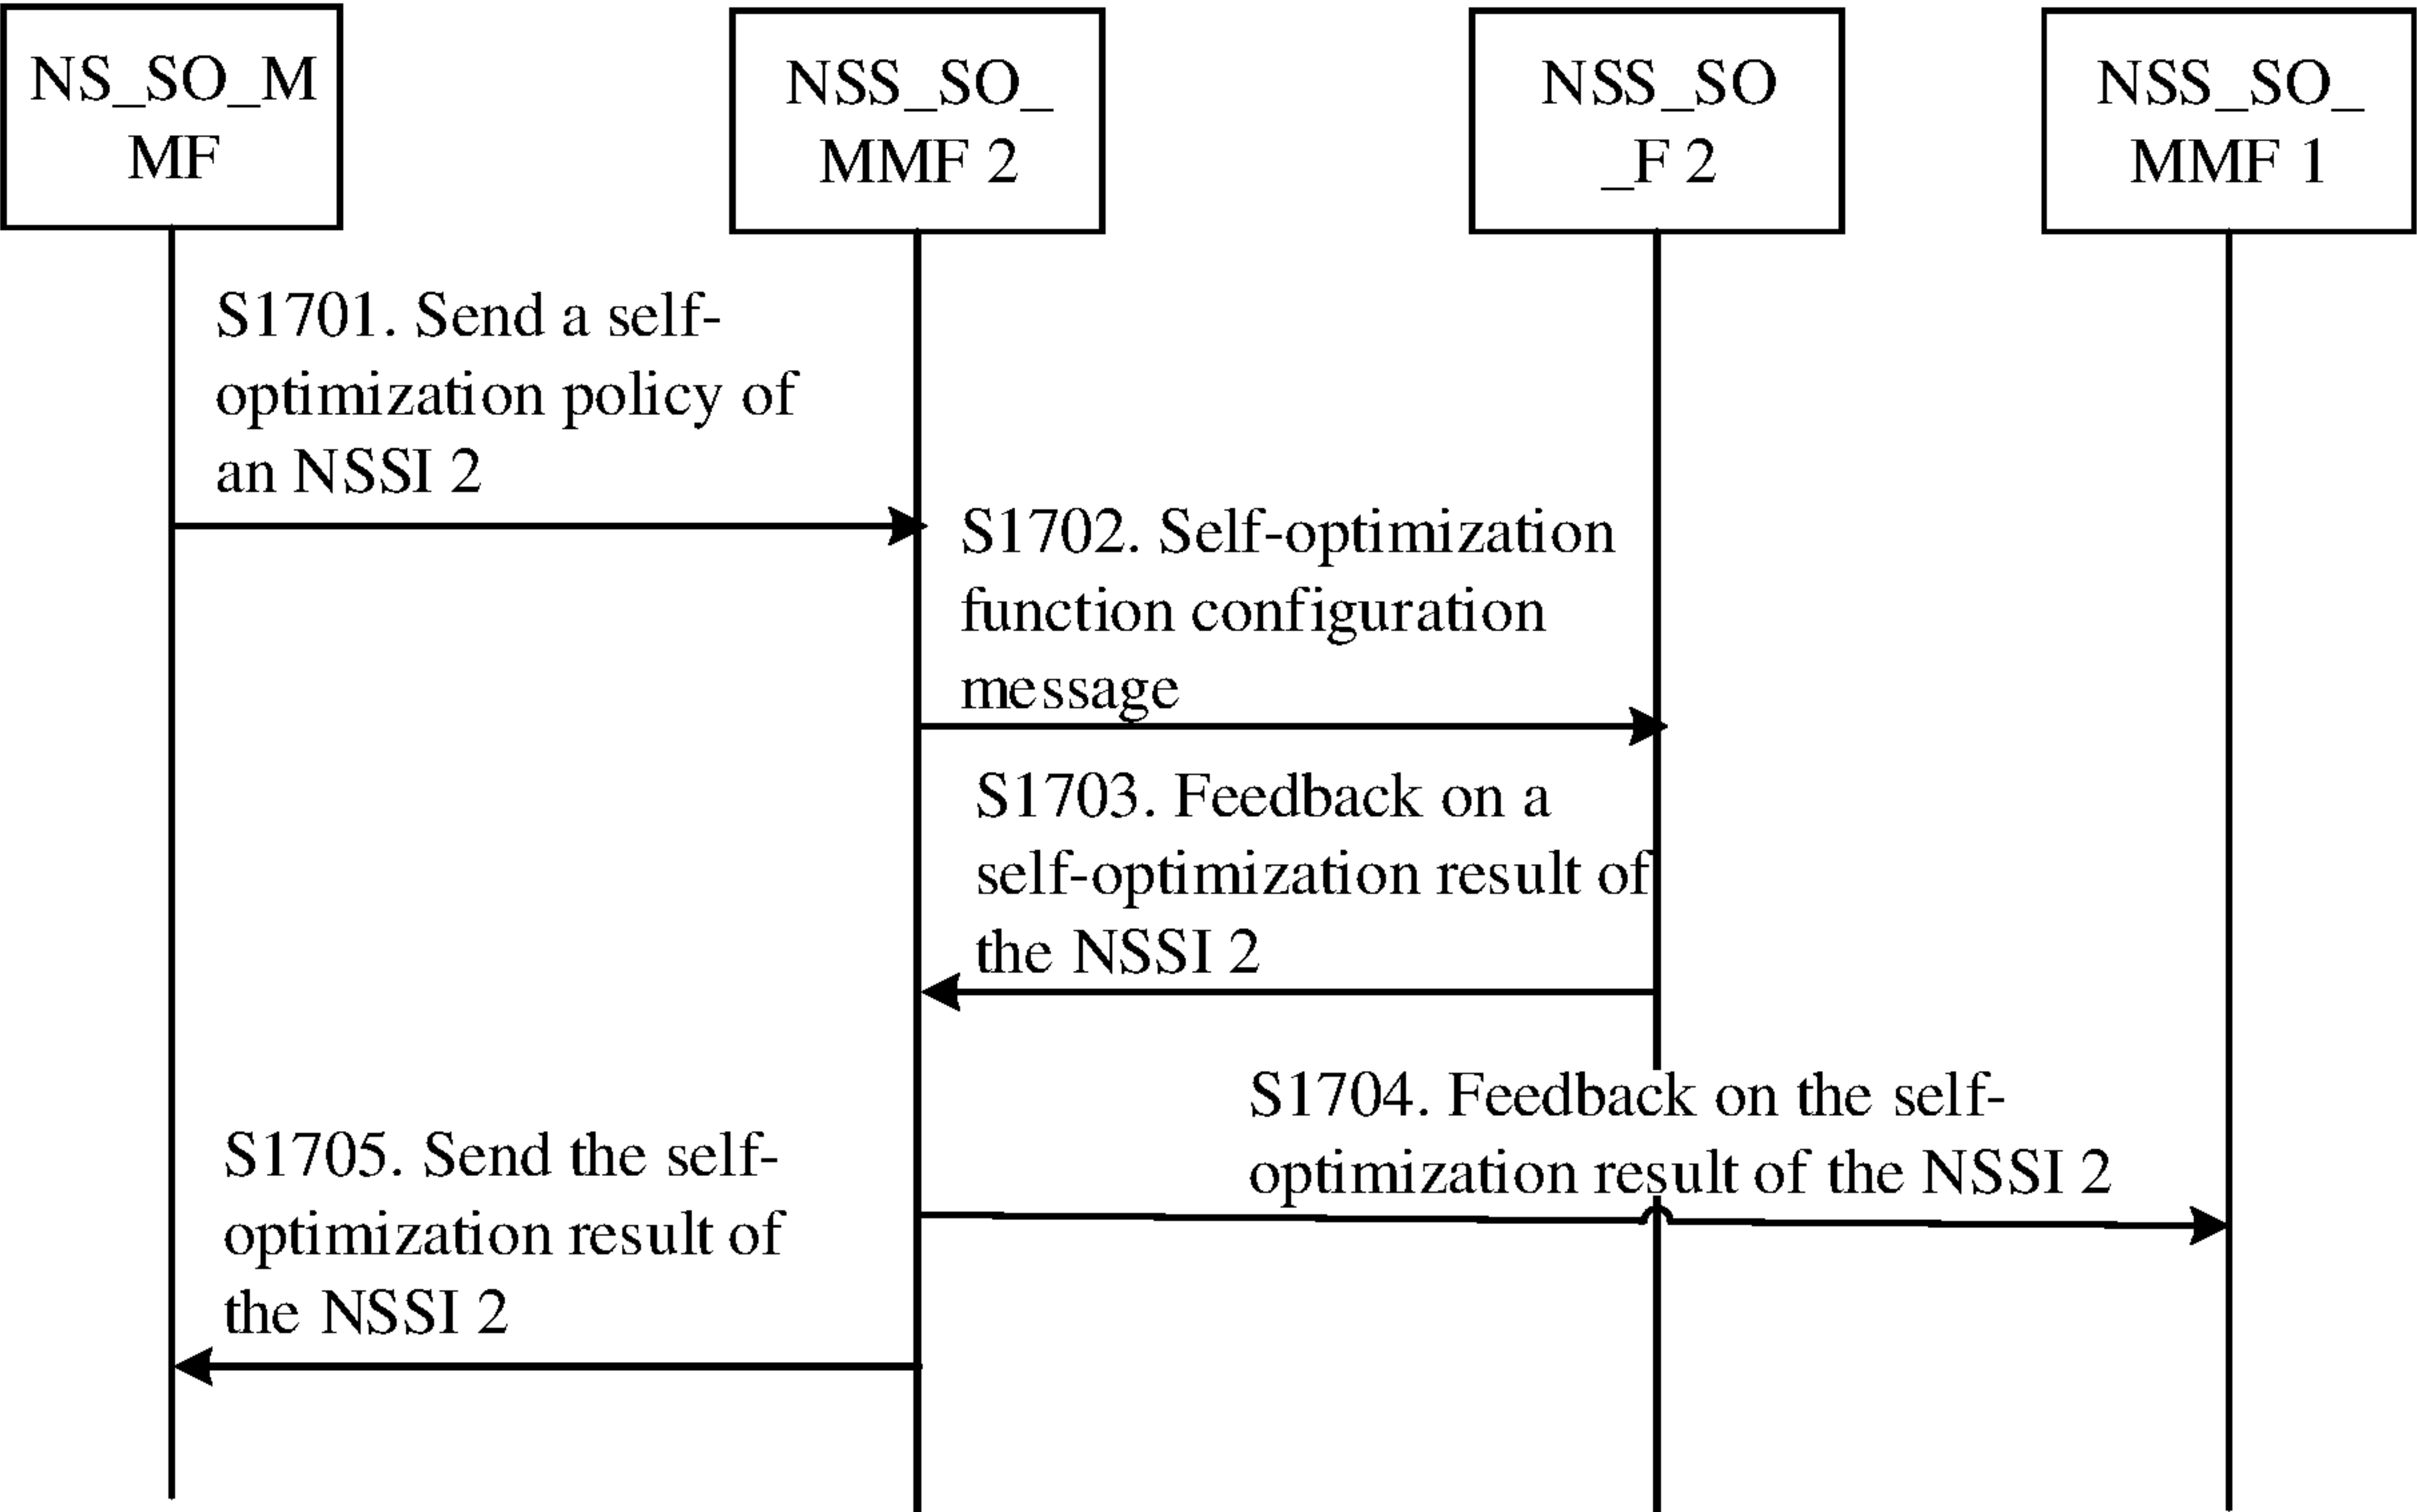 NS_SO_M
MF
NSS_SO_
MMF 2
NSS_SO
_F 2
NSS_SO_
MMF 1
S1701. Send a self-
optimization policy of
an NSSI 2
S1702. Self-optimization
function configuration
message
S1703. Feedback on a
self-optimization result of
the NSSI 2
S1704. Feedback on the self-
optimization result of the NSSI 2
S1705. Send the self-
optimization result of
the NSSI 2